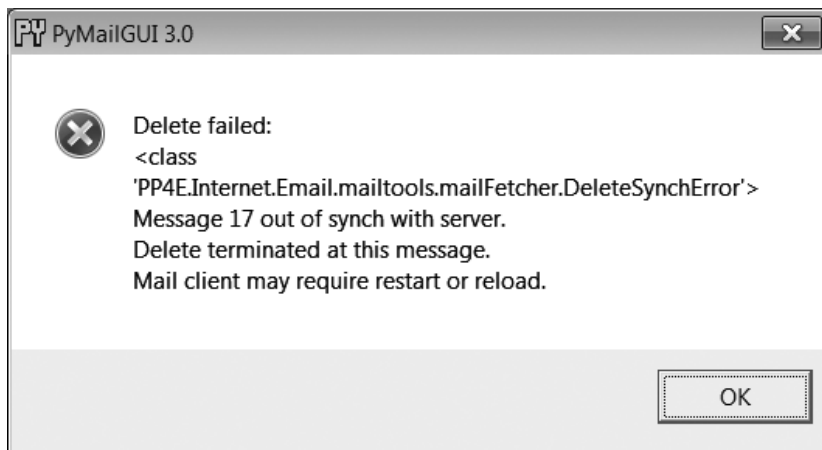 PY PyMailGUI 3.0
Delete failed:
<class
'PP4E.Internet.Email.mailtools.mailFetcher.DeleteSynchError'>
Message 17 out of synch with server.
Delete terminated at this message.
Mail client may require restart or reload.
OK